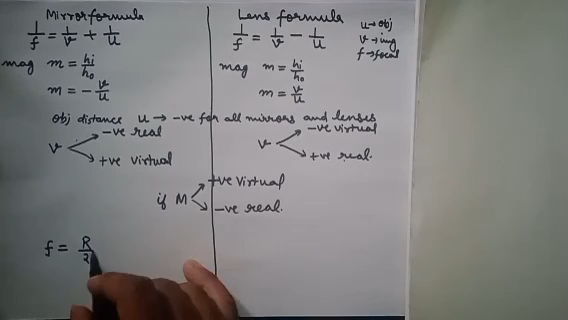 Mirror formula
1/f = 1/v + 1/u
mag m = hi/ho
m = - v/u
Lens formula
1/f = 1/v - 1/u
mag m = hi/ho
m = v/u
u → obj
v → img
f → focal
obj distance u → -ve for all mirrors and lenses
v -ve real
+ve virtual
v -ve virtual
+ve real.
if M +ve virtual
-ve real.
f = R/2